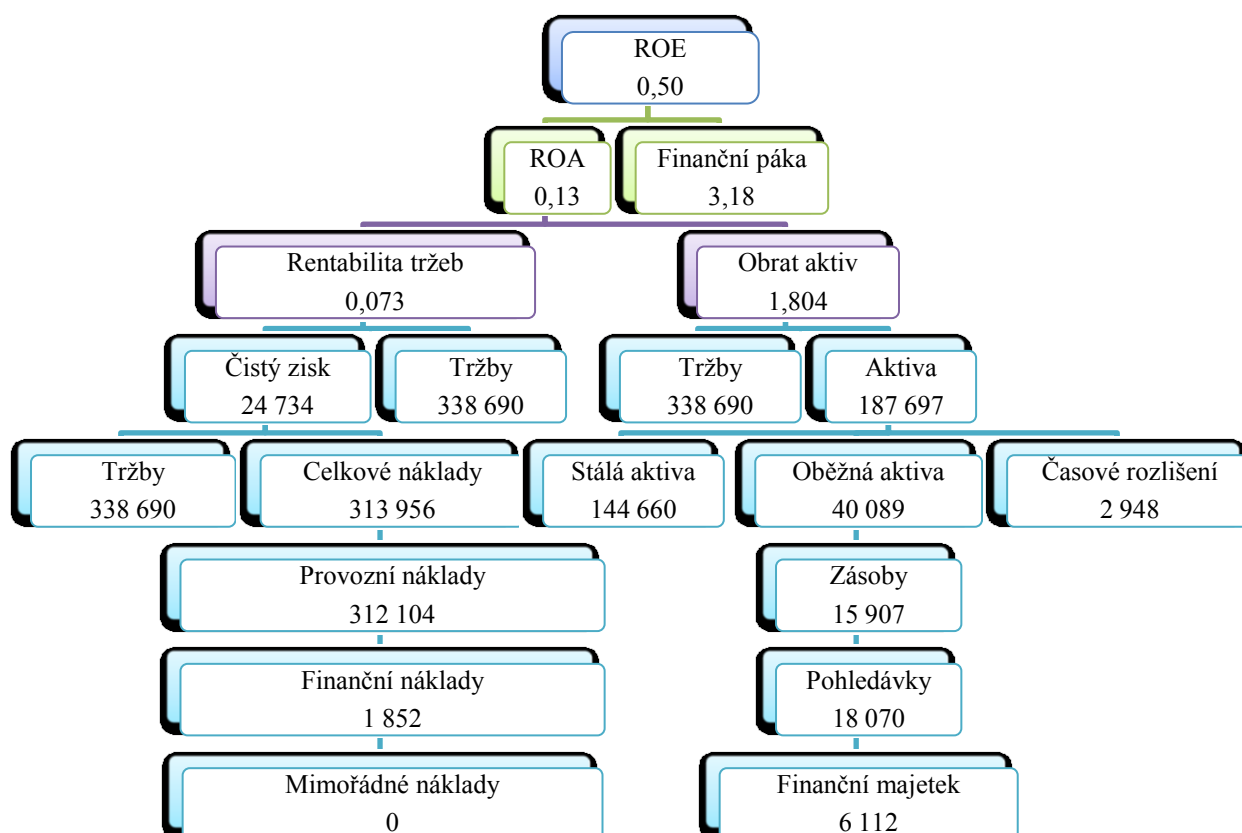 ROE
0,50
ROA
0,13
Finanční páka
3,18
Rentabilita tržeb
0,073
Obrat aktiv
1,804
Čistý zisk
24 734
Tržby
338 690
Tržby
338 690
Aktiva
187 697
Tržby
338 690
Celkové náklady
313 956
Stálá aktiva
144 660
Oběžná aktiva
40 089
Časové rozlišení
2 948
Provozní náklady
312 104
Zásoby
15 907
Finanční náklady
1 852
Pohledávky
18 070
Mimořádné náklady
0
Finanční majetek
6 112